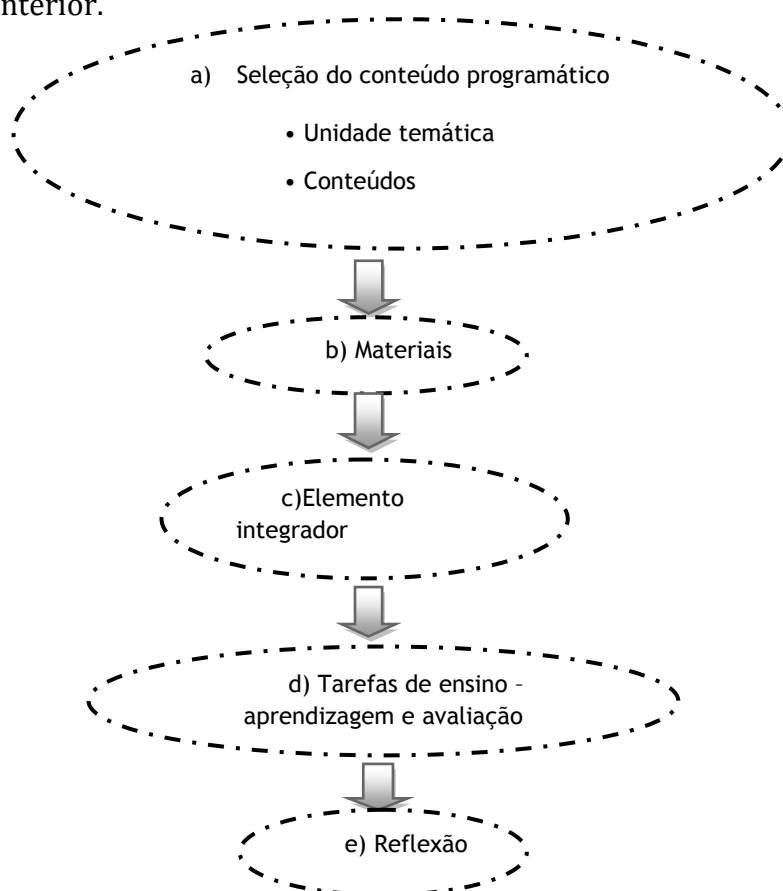 nterior.
a) Seleção do conteúdo programático
• Unidade temática
• Conteúdos
b) Materiais
c)Elemento
integrador
d) Tarefas de ensino –
aprendizagem e avaliação
e) Reflexão